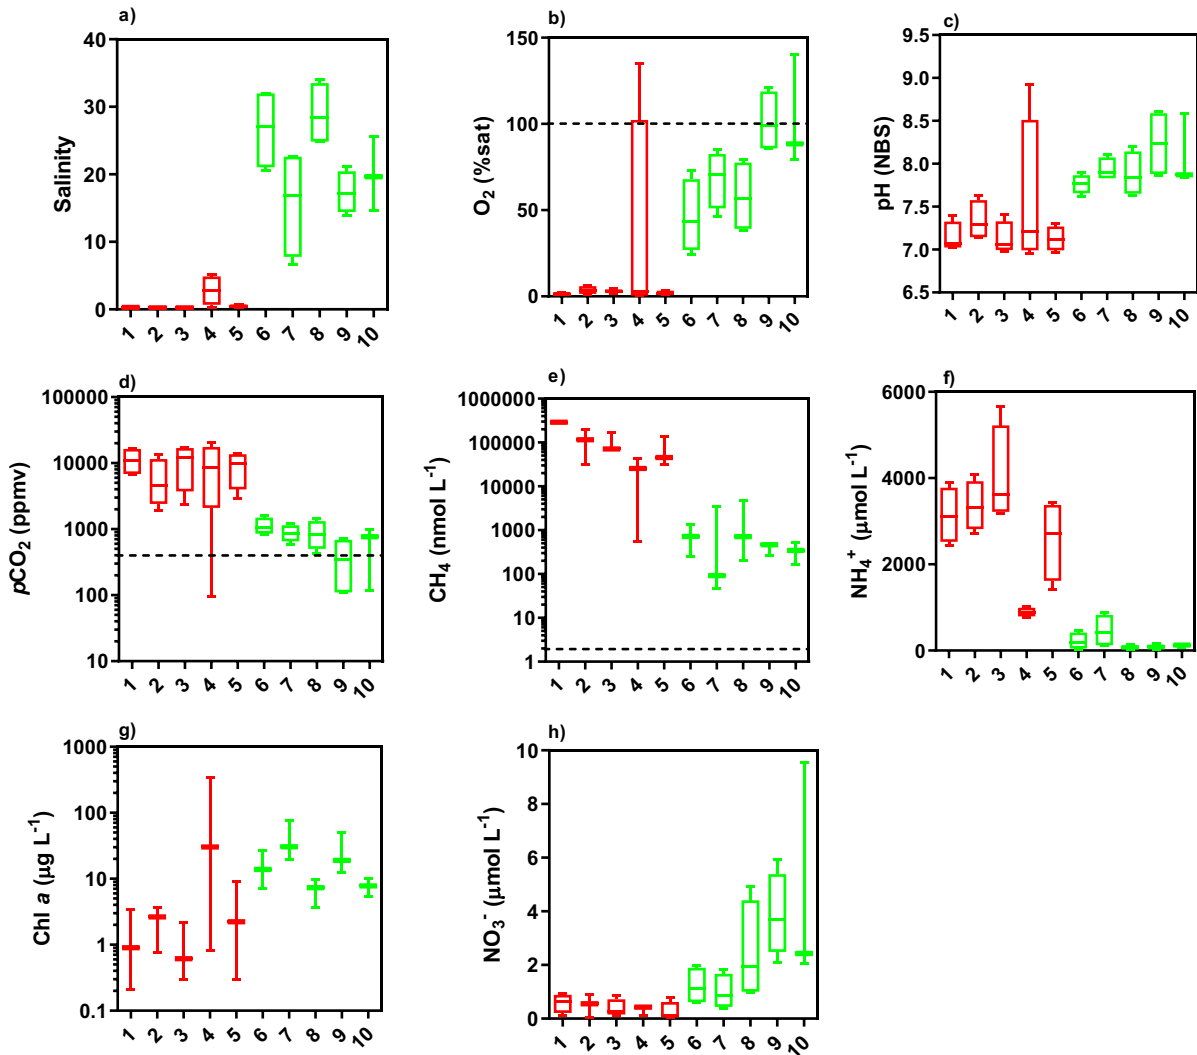 a)
Salinity
40
30
20
10
0
1 2 3 4 5 6 7 8 9 10
b)
O₂ (%sat)
150
100
50
0
1 2 3 4 5 6 7 8 9 10
c)
pH (NBS)
9.5
9.0
8.5
8.0
7.5
7.0
6.5
1 2 3 4 5 6 7 8 9 10
d)
pCO₂ (ppmv)
100000
10000
1000
100
10
1 2 3 4 5 6 7 8 9 10
e)
CH₄ (nmol L⁻¹)
1000000
100000
10000
1000
100
10
1
1 2 3 4 5 6 7 8 9 10
f)
NH₄⁺ (μmol L⁻¹)
6000
4000
2000
0
1 2 3 4 5 6 7 8 9 10
g)
Chl a (μg L⁻¹)
1000
100
10
1
0.1
1 2 3 4 5 6 7 8 9 10
h)
NO₃⁻ (μmol L⁻¹)
10
8
6
4
2
0
1 2 3 4 5 6 7 8 9 10